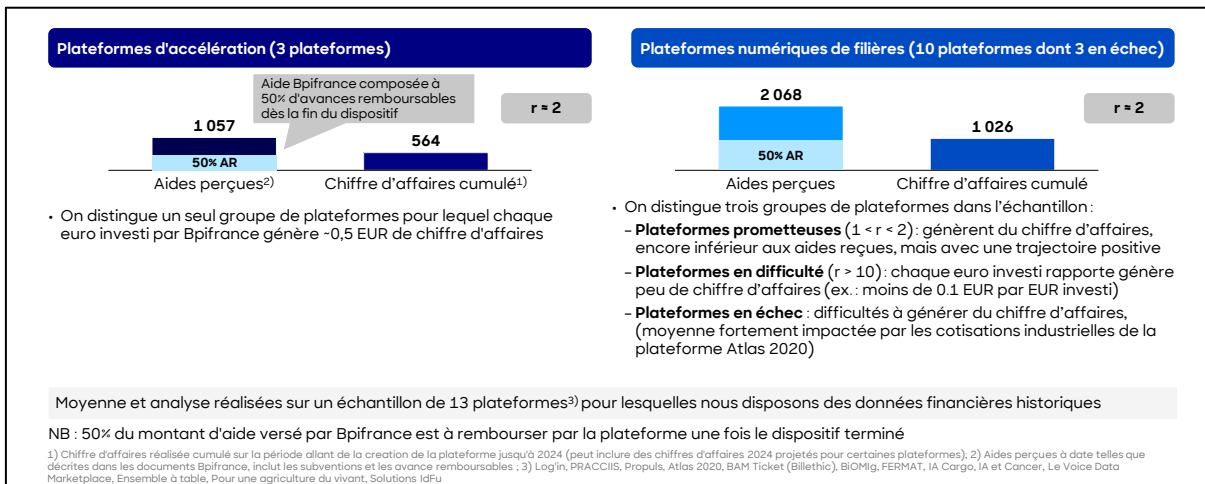 Plateformes d'accélération (3 plateformes)
Aide Bpifrance composée à
50% d'avances remboursables
dès la fin du dispositif
r ≈ 2
1 057
564
50% AR
Aides perçues2)
Chiffre d'affaires cumulé1)
• On distingue un seul groupe de plateformes pour lequel chaque
euro investi par Bpifrance génère ~0,5 EUR de chiffre d'affaires
Plateformes numériques de filières (10 plateformes dont 3 en échec)
r ≈ 2
2 068
1 026
50% AR
Aides perçues
Chiffre d'affaires cumulé
• On distingue trois groupes de plateformes dans l'échantillon :
– Plateformes prometteuses (1 < r < 2) : génèrent du chiffre d'affaires,
encore inférieur aux aides reçues, mais avec une trajectoire positive
– Plateformes en difficulté (r > 10) : chaque euro investi rapporte génère
peu de chiffre d'affaires (ex. : moins de 0.1 EUR par EUR investi)
– Plateformes en échec : difficultés à générer du chiffre d'affaires,
(moyenne fortement impactée par les cotisations industrielles de la
plateforme Atlas 2020)
Moyenne et analyse réalisées sur un échantillon de 13 plateformes3) pour lesquelles nous disposons des données financières historiques
NB : 50% du montant d'aide versé par Bpifrance est à rembourser par la plateforme une fois le dispositif terminé
1) Chiffre d'affaires réalisée cumulé sur la période allant de la creation de la plateforme jusqu'à 2024 (peut inclure des chiffres d'affaires 2024 projetés pour certaines plateformes); 2) Aides perçues à date telles que
décrites dans les documents Bpifrance, inclut les subventions et les avance remboursables ; 3) Log'in, PRACCIIS, Propuls, Atlas 2020, BAM Ticket (Billethic), BiOMIg, FERMAT, IA Cargo, IA et Cancer, Le Voice Data
Marketplace, Ensemble à table, Pour une agriculture du vivant, Solutions IdFu